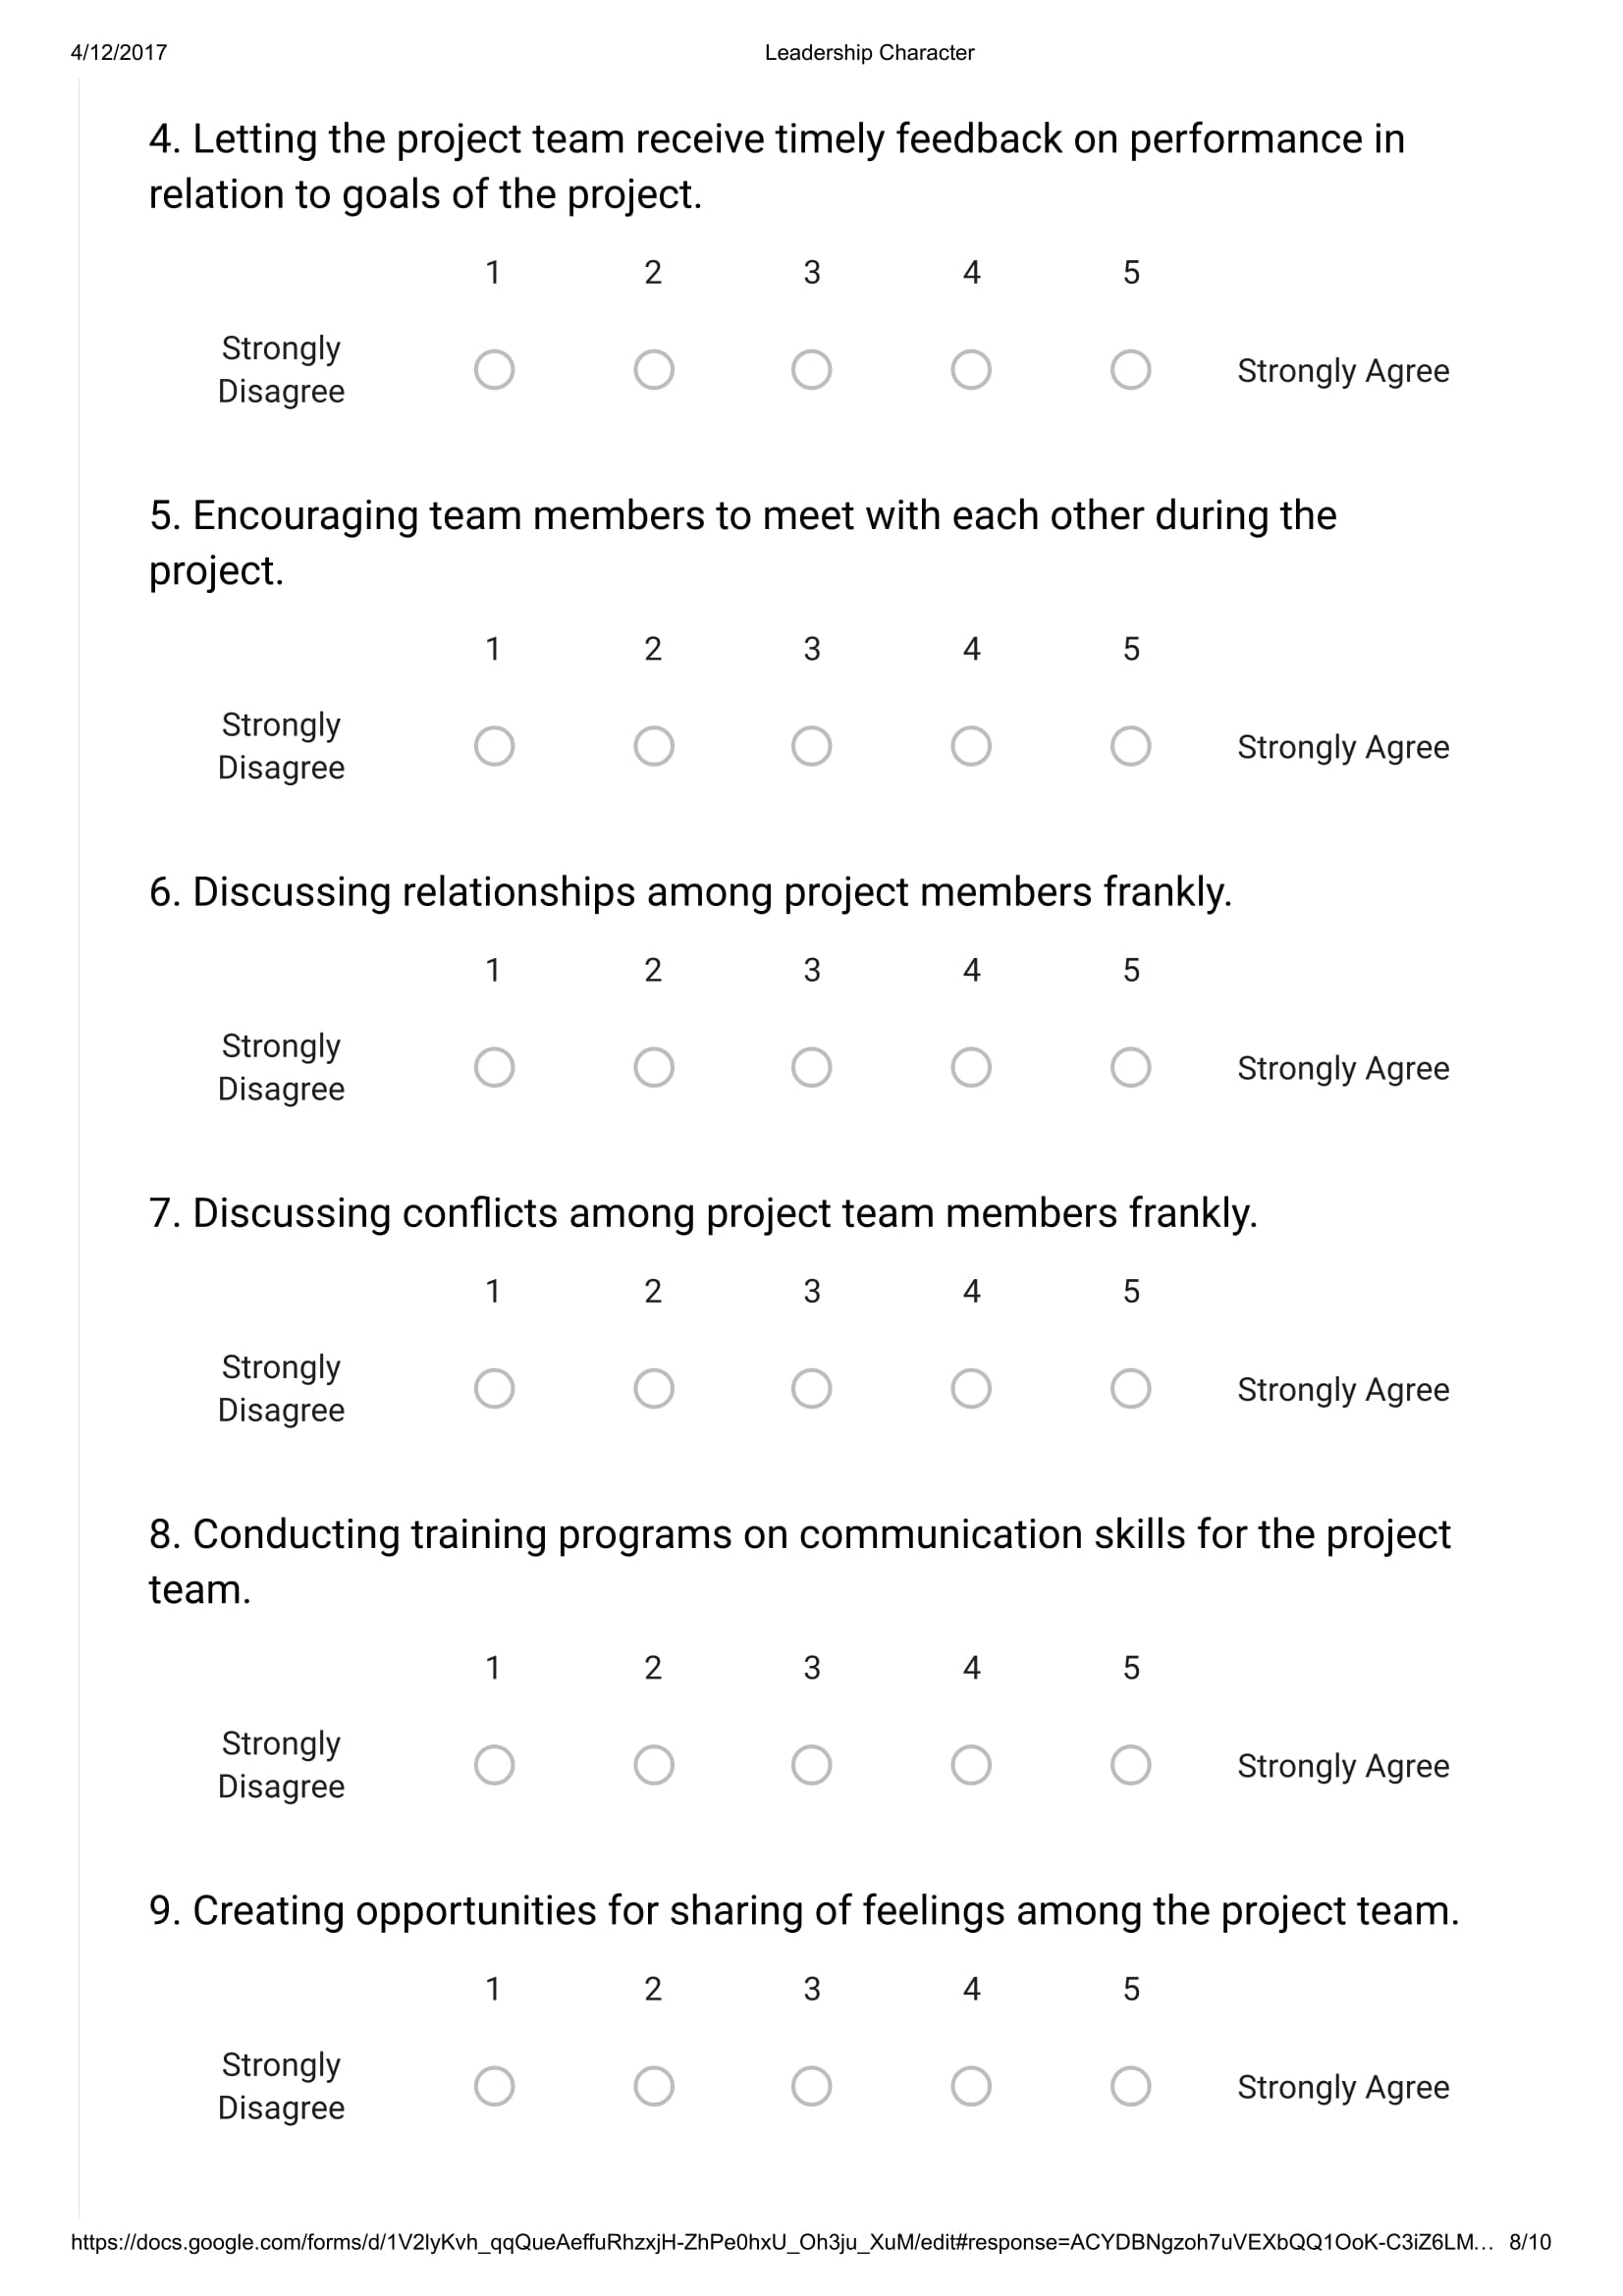 4/12/2017 Leadership Character
4. Letting the project team receive timely feedback on performance in
relation to goals of the project.
1 2 3 4 5
Strongly
Disagree
Strongly Agree
5. Encouraging team members to meet with each other during the
project.
1 2 3 4 5
Strongly
Disagree
Strongly Agree
6. Discussing relationships among project members frankly.
1 2 3 4 5
Strongly
Disagree
Strongly Agree
7. Discussing conflicts among project team members frankly.
1 2 3 4 5
Strongly
Disagree
Strongly Agree
8. Conducting training programs on communication skills for the project
team.
1 2 3 4 5
Strongly
Disagree
Strongly Agree
9. Creating opportunities for sharing of feelings among the project team.
1 2 3 4 5
Strongly
Disagree
Strongly Agree
https://docs.google.com/forms/d/1V2lyKvh_qqQueAeffuRhzxjH-ZhPe0hxU_Oh3ju_XuM/edit#response=ACYDBNgzoh7uVEXbQQ1OoK-C3iZ6LM... 8/10